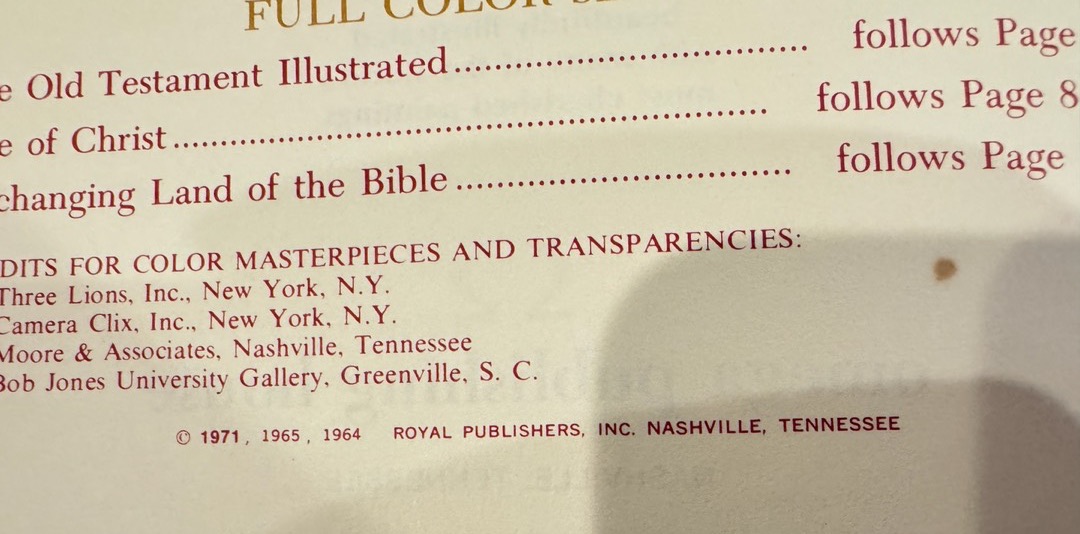 FULL COLOR
e Old Testament Illustrated.................................... follows Page
e of Christ............................................................ follows Page 8
changing Land of the Bible.................................. follows Page
DITS FOR COLOR MASTERPIECES AND TRANSPARENCIES:
Three Lions, Inc., New York, N.Y.
Camera Clix, Inc., New York, N.Y.
Moore & Associates, Nashville, Tennessee
Bob Jones University Gallery, Greenville, S. C.
© 1971, 1965, 1964 ROYAL PUBLISHERS, INC. NASHVILLE, TENNESSEE